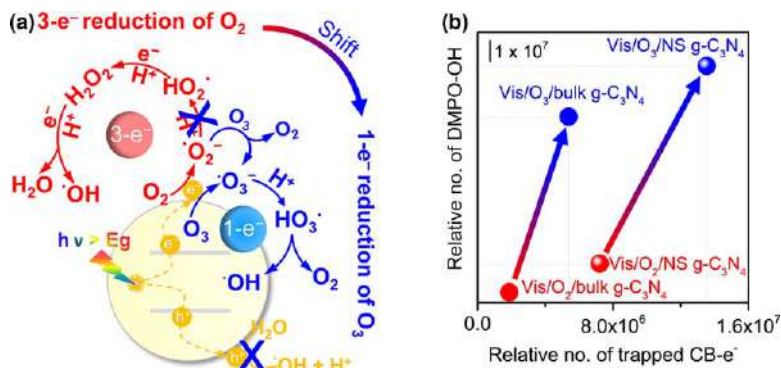 (a) 3-e⁻ reduction of O₂
Shift
1-e⁻ reduction of O₃
e⁻
H⁺
H₂O₂
HO₂·
e⁻
H⁺
3-e⁻
H₂O
·OH
O₂
·O₂⁻
O₃
O₂
·O₃⁻
H⁺
O₃
1-e⁻
HO₃·
·OH
O₂
hν > Eg
e⁻
e⁻
h⁺
h⁺
H₂O
·OH + H⁺
(b)
1 x 10⁷
Vis/O₃/NS g-C₃N₄
Vis/O₃/bulk g-C₃N₄
Vis/O₂/NS g-C₃N₄
Vis/O₂/bulk g-C₃N₄
Relative no. of DMPO-OH
0.0 8.0x10⁶ 1.6x10⁷
Relative no. of trapped CB-e⁻